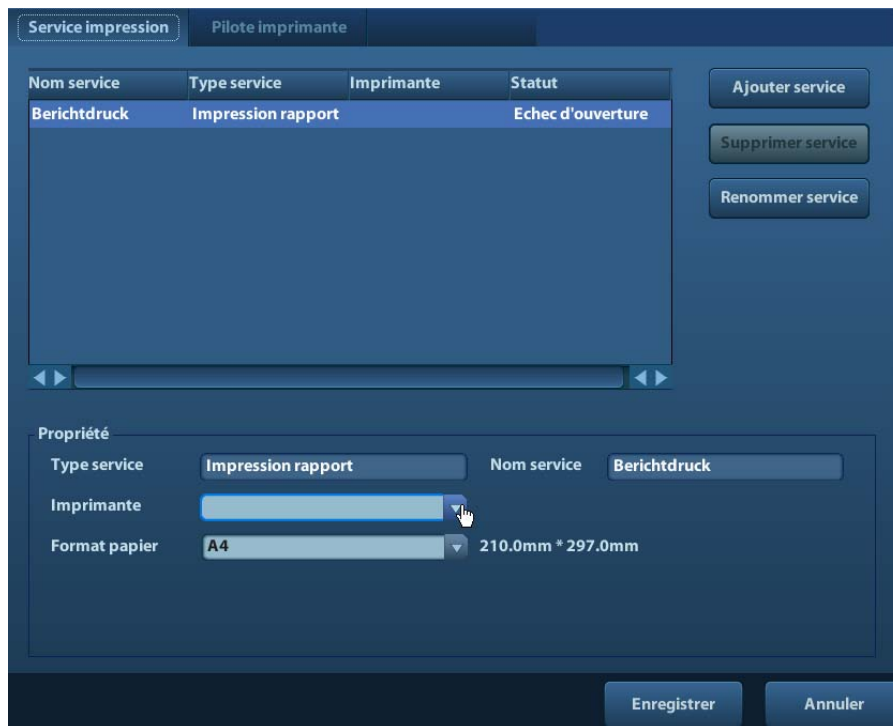 Service impression Pilote imprimante
Nom service Type service Imprimante Statut
Berichtdruck Impression rapport Echec d'ouverture
Ajouter service
Supprimer service
Renommer service
Propriété
Type service Impression rapport Nom service Berichtdruck
Imprimante
Format papier A4 210.0mm * 297.0mm
Enregistrer Annuler